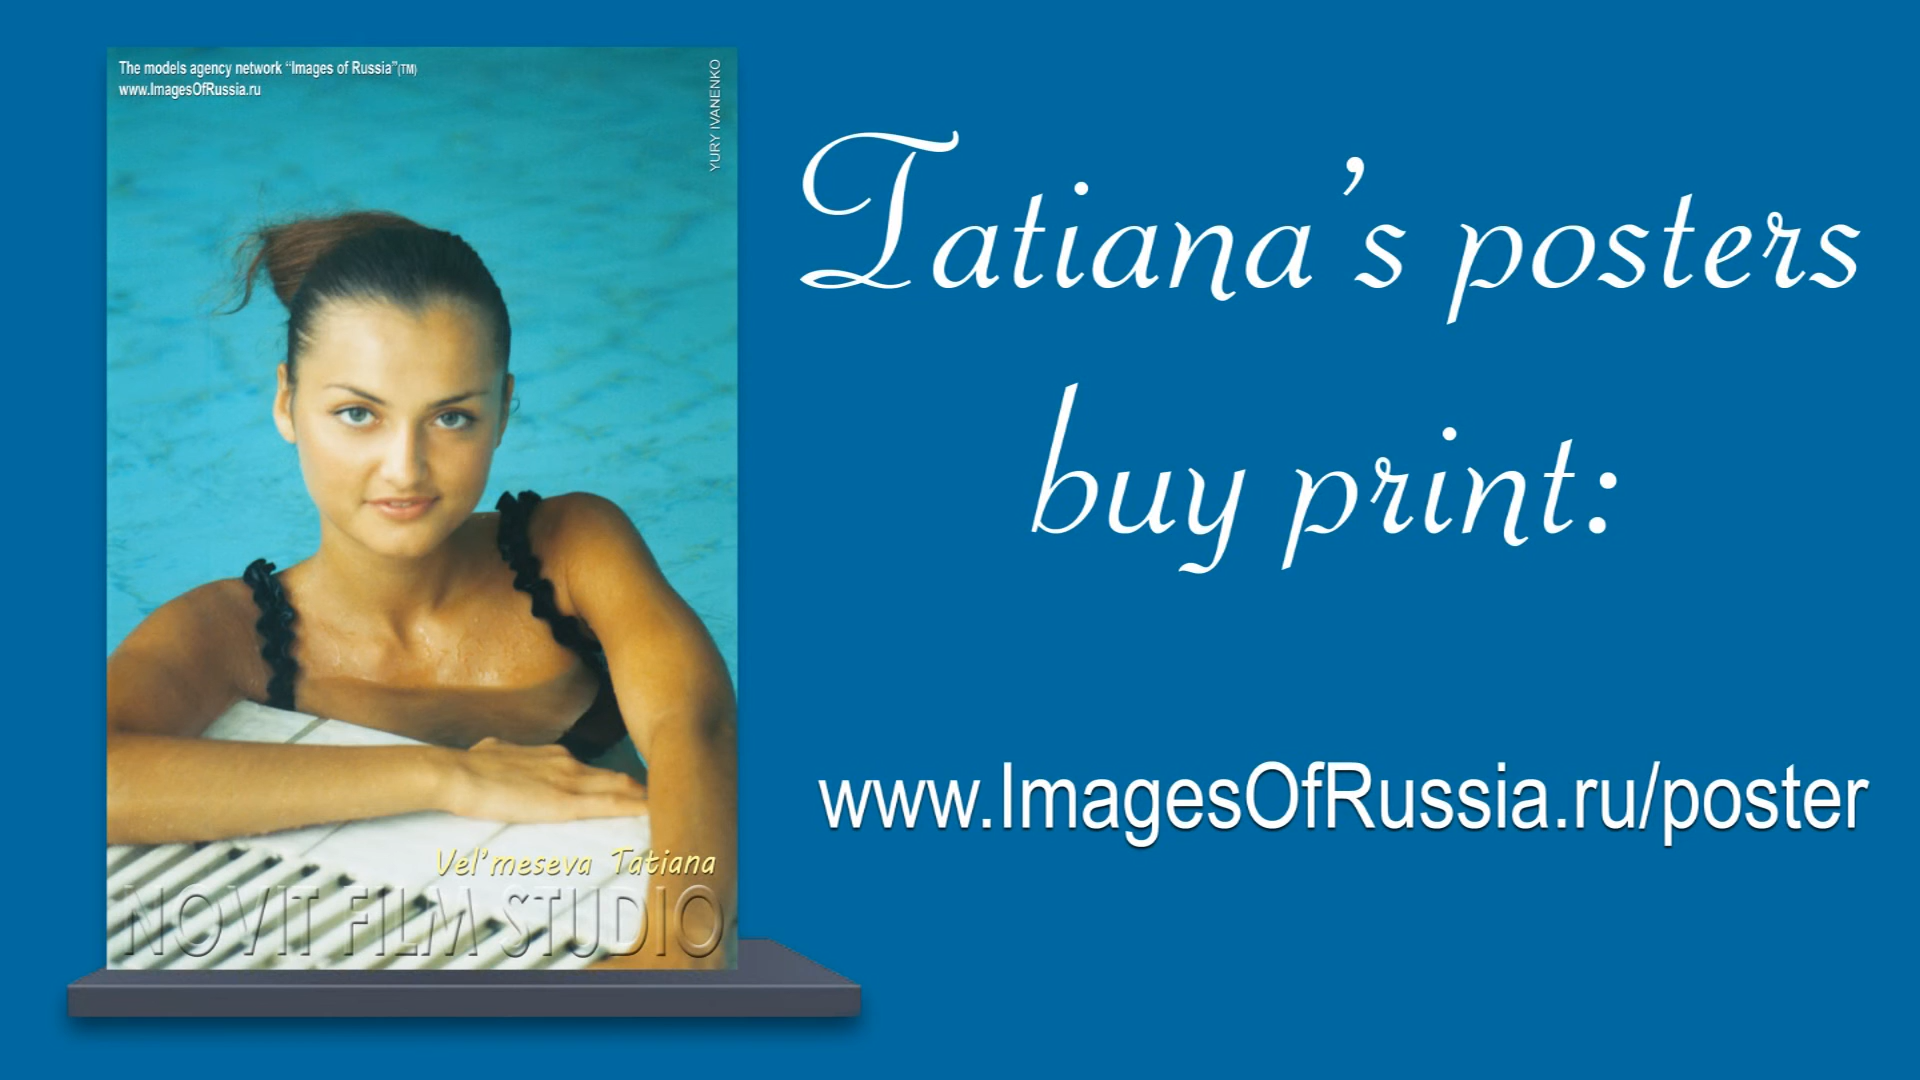 The models agency network “Images of Russia”(TM)
www.ImagesOfRussia.ru
YURY IVANENKO
Tatiana’s posters
buy print:
www.ImagesOfRussia.ru/poster
Vel’meseva Tatiana
NOVIT FILM STUDIO